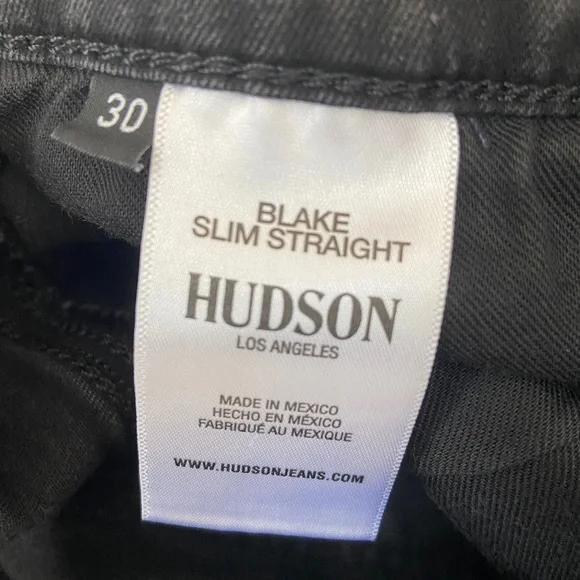 30
BLAKE
SLIM STRAIGHT
HUDSON
LOS ANGELES
MADE IN MEXICO
HECHO EN MÉXICO
FABRIQUÉ AU MEXIQUE
WWW.HUDSONJEANS.COM